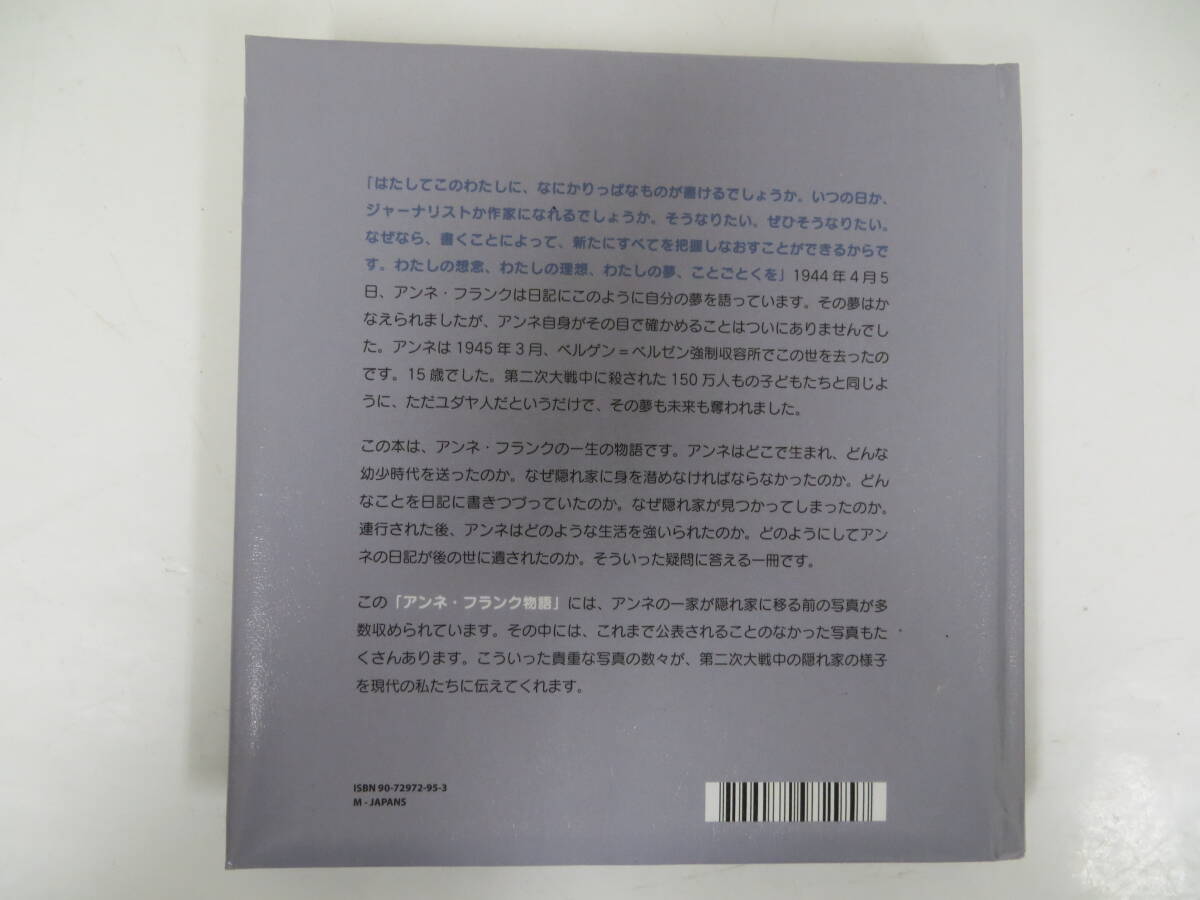 「はたしてこのわたしに、なにかりっぱなものが書けるでしょうか。いつの日か、
ジャーナリストか作家になれるでしょうか。そうなりたい、ぜひそうなりたい。
なぜなら、書くことによって、新たにすべてを把握しなおすことができるからで
す。わたしの想念、わたしの理想、わたしの夢、ことごとくを」1944年4月5
日、アンネ・フランクは日記にこのように自分の夢を語っています。その夢はか
なえられましたが、アンネ自身がその目で確かめることはついにありませんでし
た。アンネは1945年3月、ベルゲン＝ベルゼン強制収容所でこの世を去ったの
です。15歳でした。第二次大戦中に殺された150万人もの子どもたちと同じよ
うに、ただユダヤ人だというだけで、その夢も未来も奪われました。
この本は、アンネ・フランクの一生の物語です。アンネはどこで生まれ、どんな
幼少時代を送ったのか。なぜ隠れ家に身を潜めなければならなかったのか。どん
なことを日記に書きつづっていたのか。なぜ隠れ家が見つかってしまったのか。
連行された後、アンネはどのような生活を強いられたのか。どのようにしてアン
ネの日記が後の世に遺されたのか。そういった疑問に答える一冊です。
この「アンネ・フランク物語」には、アンネの一家が隠れ家に移る前の写真が多
数収められています。その中には、これまで公表されることのなかった写真もた
くさんあります。こういった貴重な写真の数々が、第二次大戦中の隠れ家の様子
を現代の私たちに伝えてくれます。
ISBN 90-72972-95-3
M - JAPANS